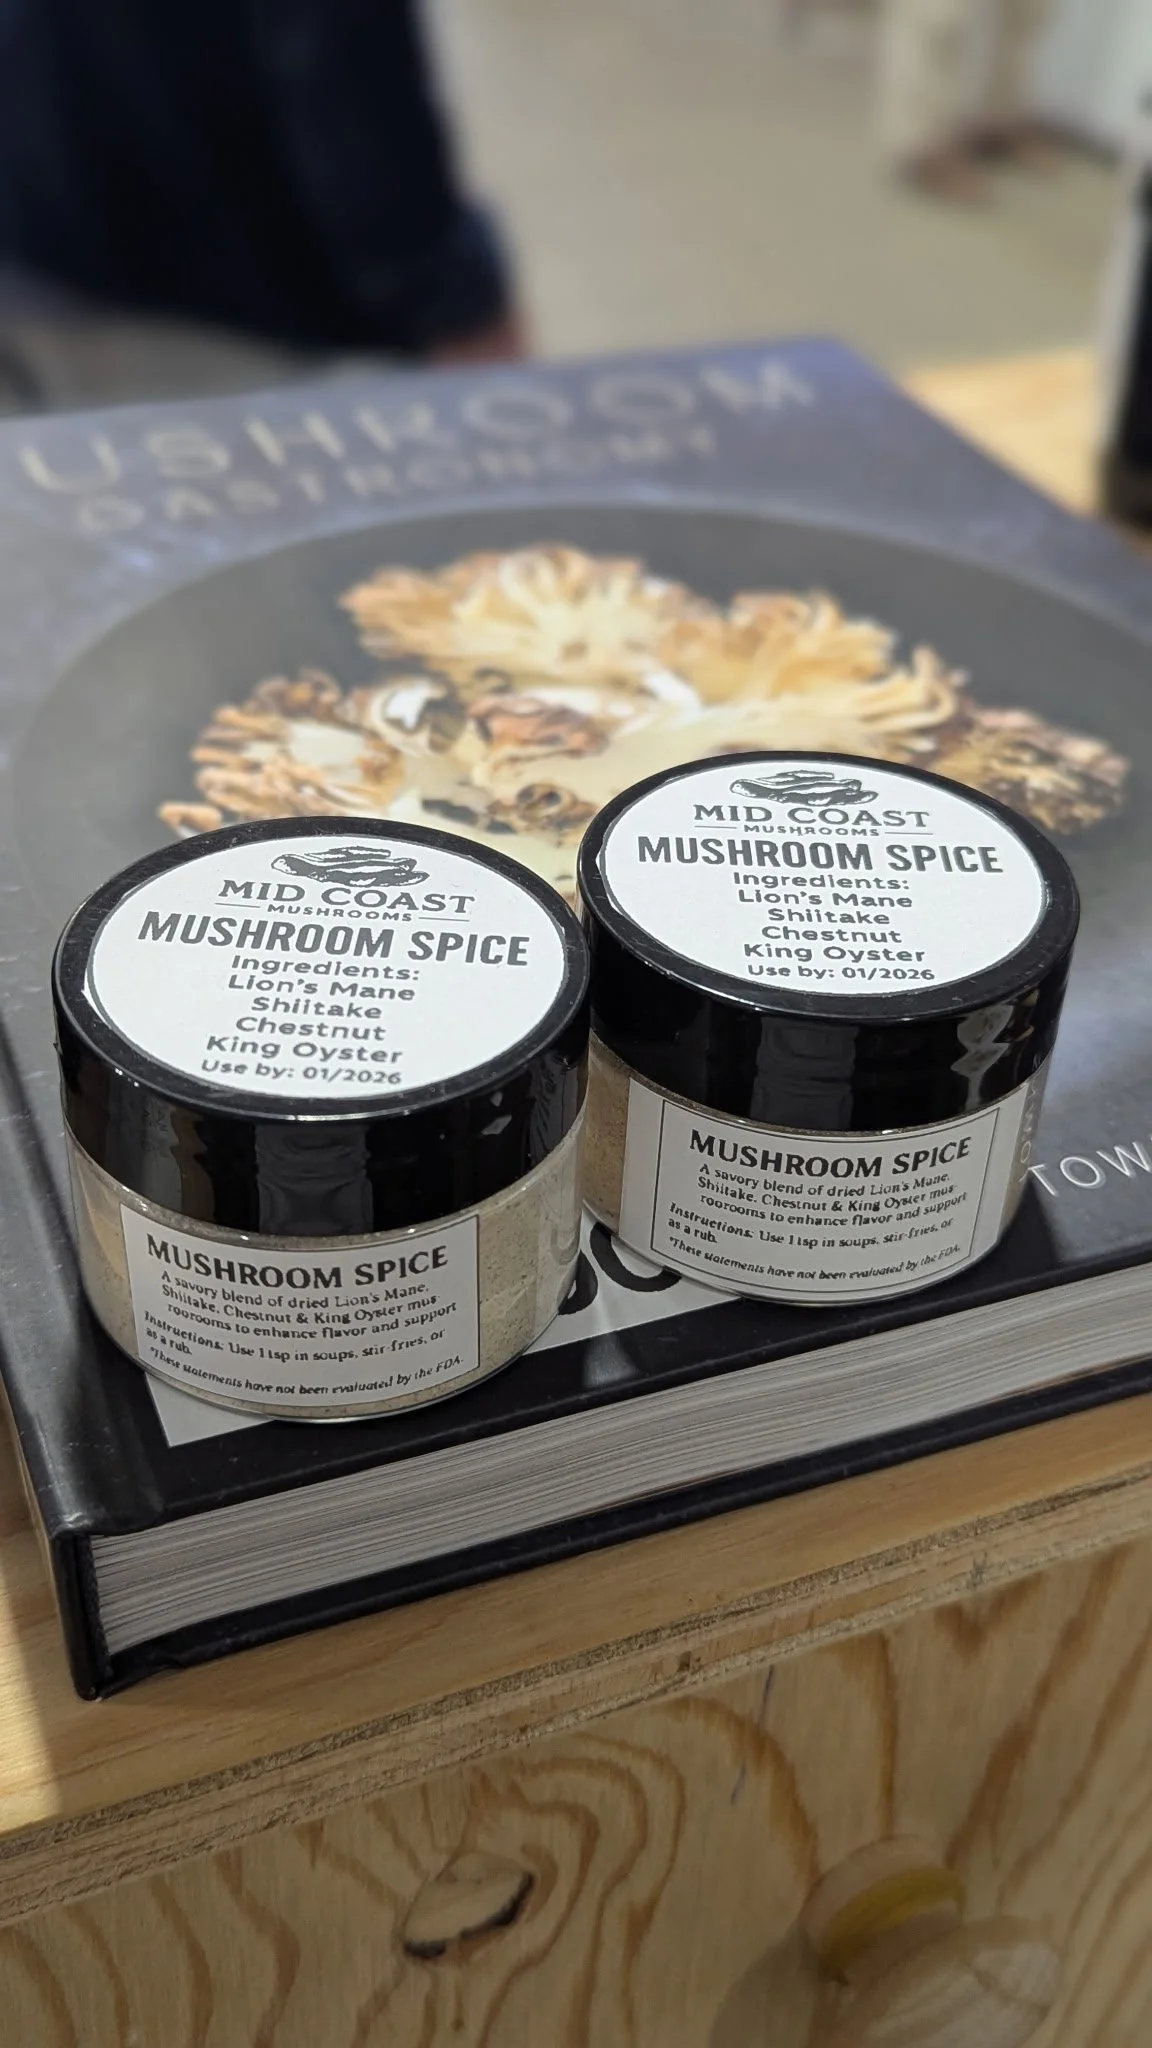 USHROOM
GASTRONOMY
MID COAST
MUSHROOMS
MUSHROOM SPICE
Ingredients:
Lion's Mane
Shiitake
Chestnut
King Oyster
Use by: 01/2026
MUSHROOM SPICE
A savory blend of dried Lion's Mane,
Shiitake, Chestnut & King Oyster mus-
roorooms to enhance flavor and support
Instructions: Use 1 tsp in soups, stir-fries, or
as a rub.
*These statements have not been evaluated by the FDA.
MID COAST
MUSHROOMS
MUSHROOM SPICE
Ingredients:
Lion's Mane
Shiitake
Chestnut
King Oyster
Use by: 01/2026
MUSHROOM SPICE
A savory blend of dried Lion's Mane,
Shiitake, Chestnut & King Oyster mus-
roorooms to enhance flavor and support
Instructions: Use 1 tsp in soups, stir-fries, or
as a rub.
*These statements have not been evaluated by the FDA.
TOW